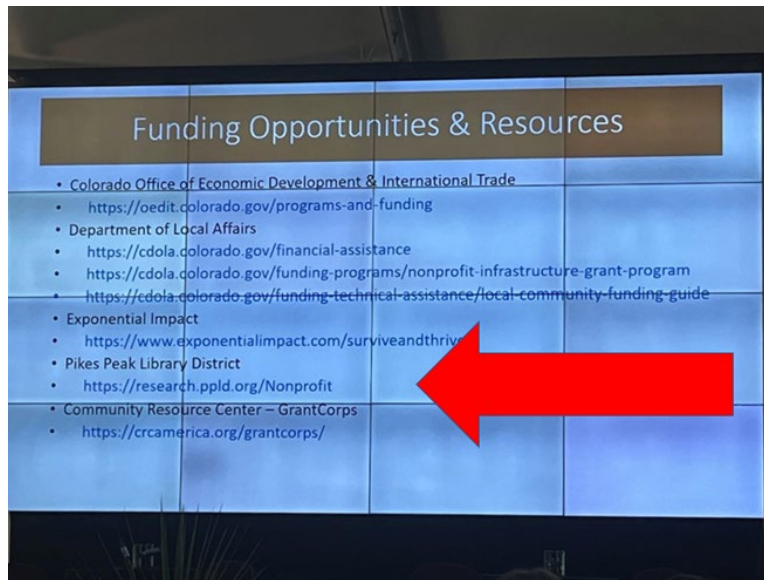 Funding Opportunities & Resources
• Colorado Office of Economic Development & International Trade
• https://oedit.colorado.gov/programs-and-funding
• Department of Local Affairs
• https://cdola.colorado.gov/financial-assistance
• https://cdola.colorado.gov/funding-programs/nonprofit-infrastructure-grant-program
• https://cdola.colorado.gov/funding-technical-assistance/local-community-funding-guide
• Exponential Impact
• https://www.exponentialimpact.com/surviveandthrive
• Pikes Peak Library District
• https://research.ppld.org/Nonprofit
• Community Resource Center – GrantCorps
• https://crcamerica.org/grantcorps/